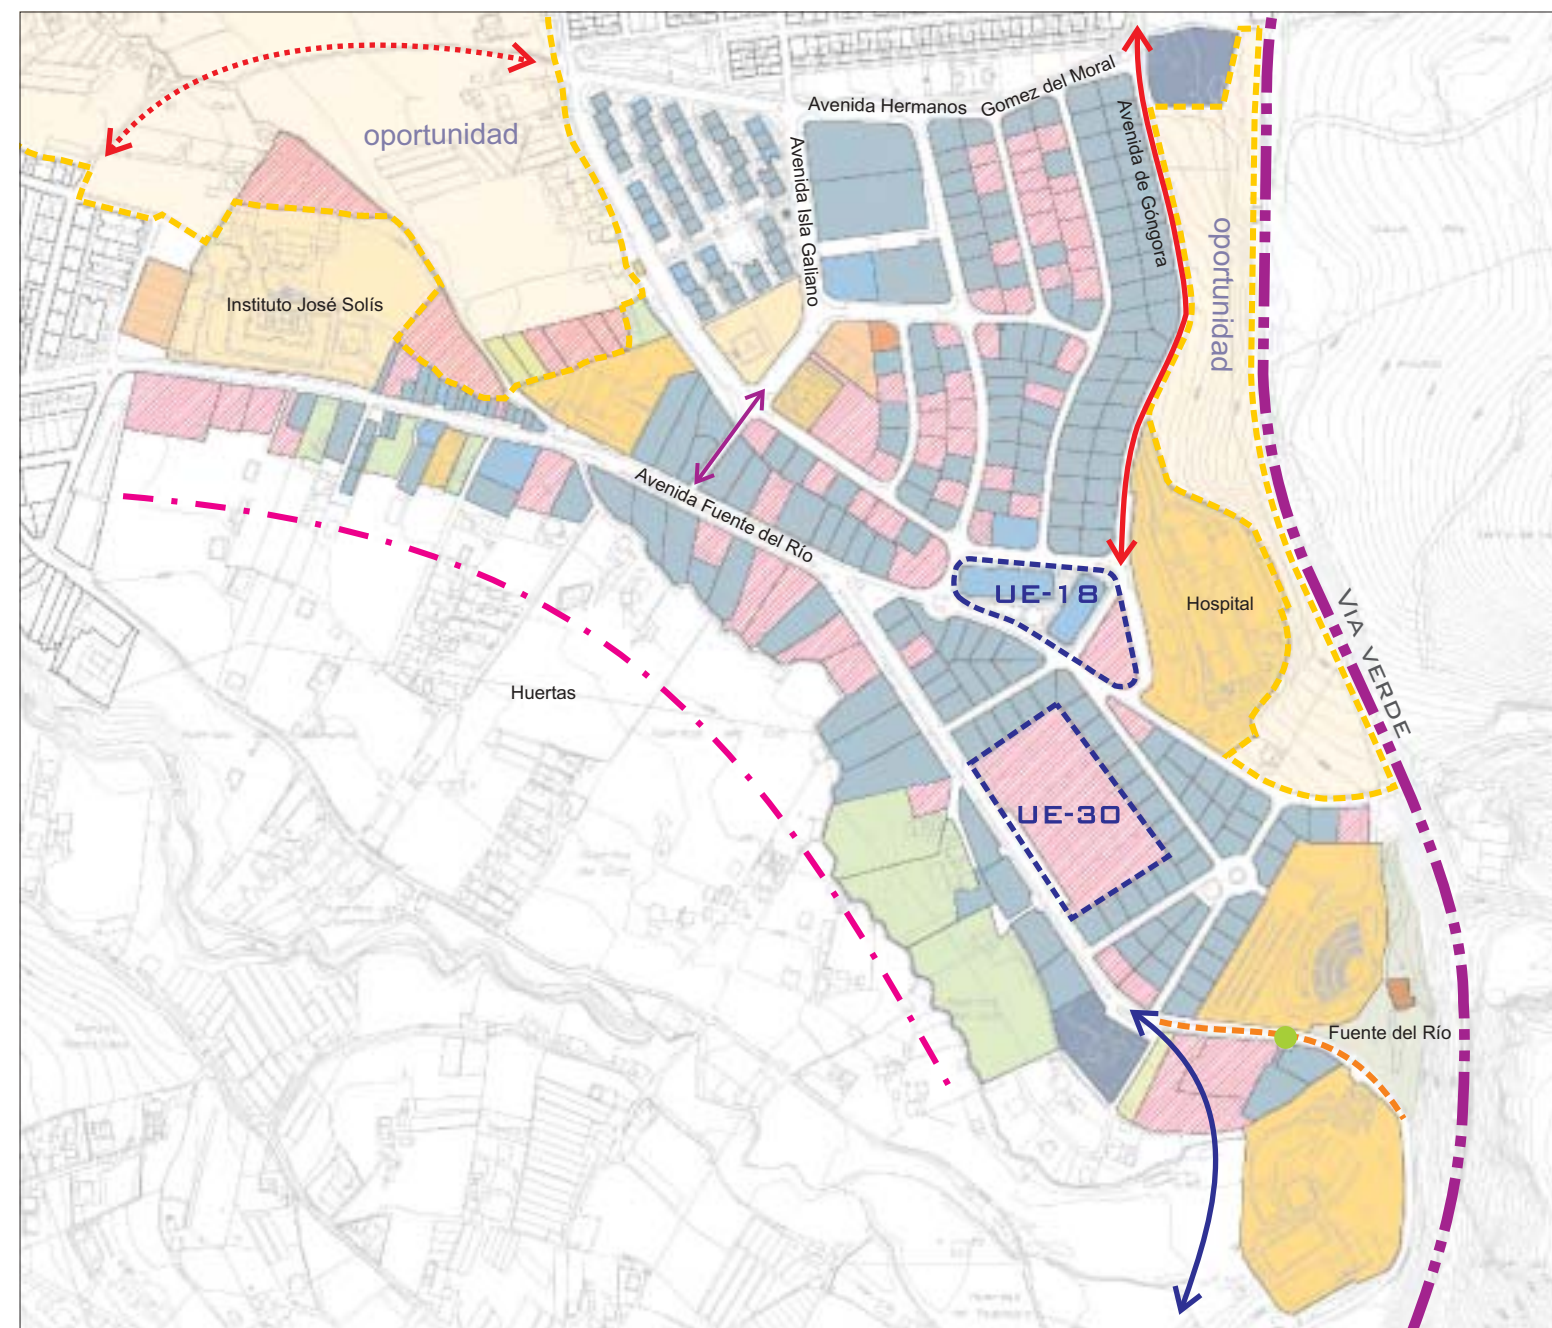 Avenida Hermanos
Gomez del Moral
oportunidad
Avenida Isla Galiano
Avenida de Góngora
oportunidad
Instituto José Solís
Avenida Fuente del Río
UE-18
Hospital
VIA VERDE
Huertas
UE-30
Fuente del Río